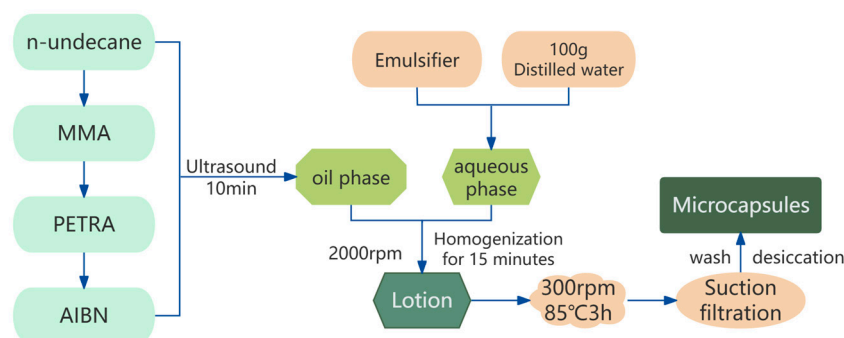 n-undecane
MMA
PETRA
AIBN
Ultrasound
10min
oil phase
Emulsifier
100g
Distilled water
aqueous
phase
2000rpm
Homogenization
for 15 minutes
Lotion
300rpm
85℃3h
Suction
filtration
wash
desiccation
Microcapsules